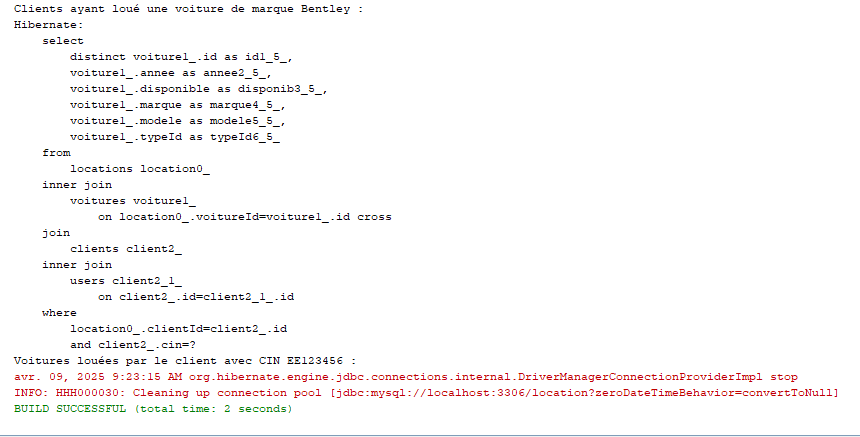 Clients ayant loué une voiture de marque Bentley :
Hibernate:
    select
        distinct voiture1_.id as id1_5_,
        voiture1_.annee as annee2_5_,
        voiture1_.disponible as disponib3_5_,
        voiture1_.marque as marque4_5_,
        voiture1_.modele as modele5_5_,
        voiture1_.typeId as typeId6_5_
    from
        locations location0_
    inner join
        voitures voiture1_
            on location0_.voitureId=voiture1_.id cross
    join
        clients client2_
    inner join
        users client2_1_
            on client2_.id=client2_1_.id
    where
        location0_.clientId=client2_.id
        and client2_.cin=?
Voitures louées par le client avec CIN EE123456 :
avr. 09, 2025 9:23:15 AM org.hibernate.engine.jdbc.connections.internal.DriverManagerConnectionProviderImpl stop
INFO: HHH000030: Cleaning up connection pool [jdbc:mysql://localhost:3306/location?zeroDateTimeBehavior=convertToNull]
BUILD SUCCESSFUL (total time: 2 seconds)